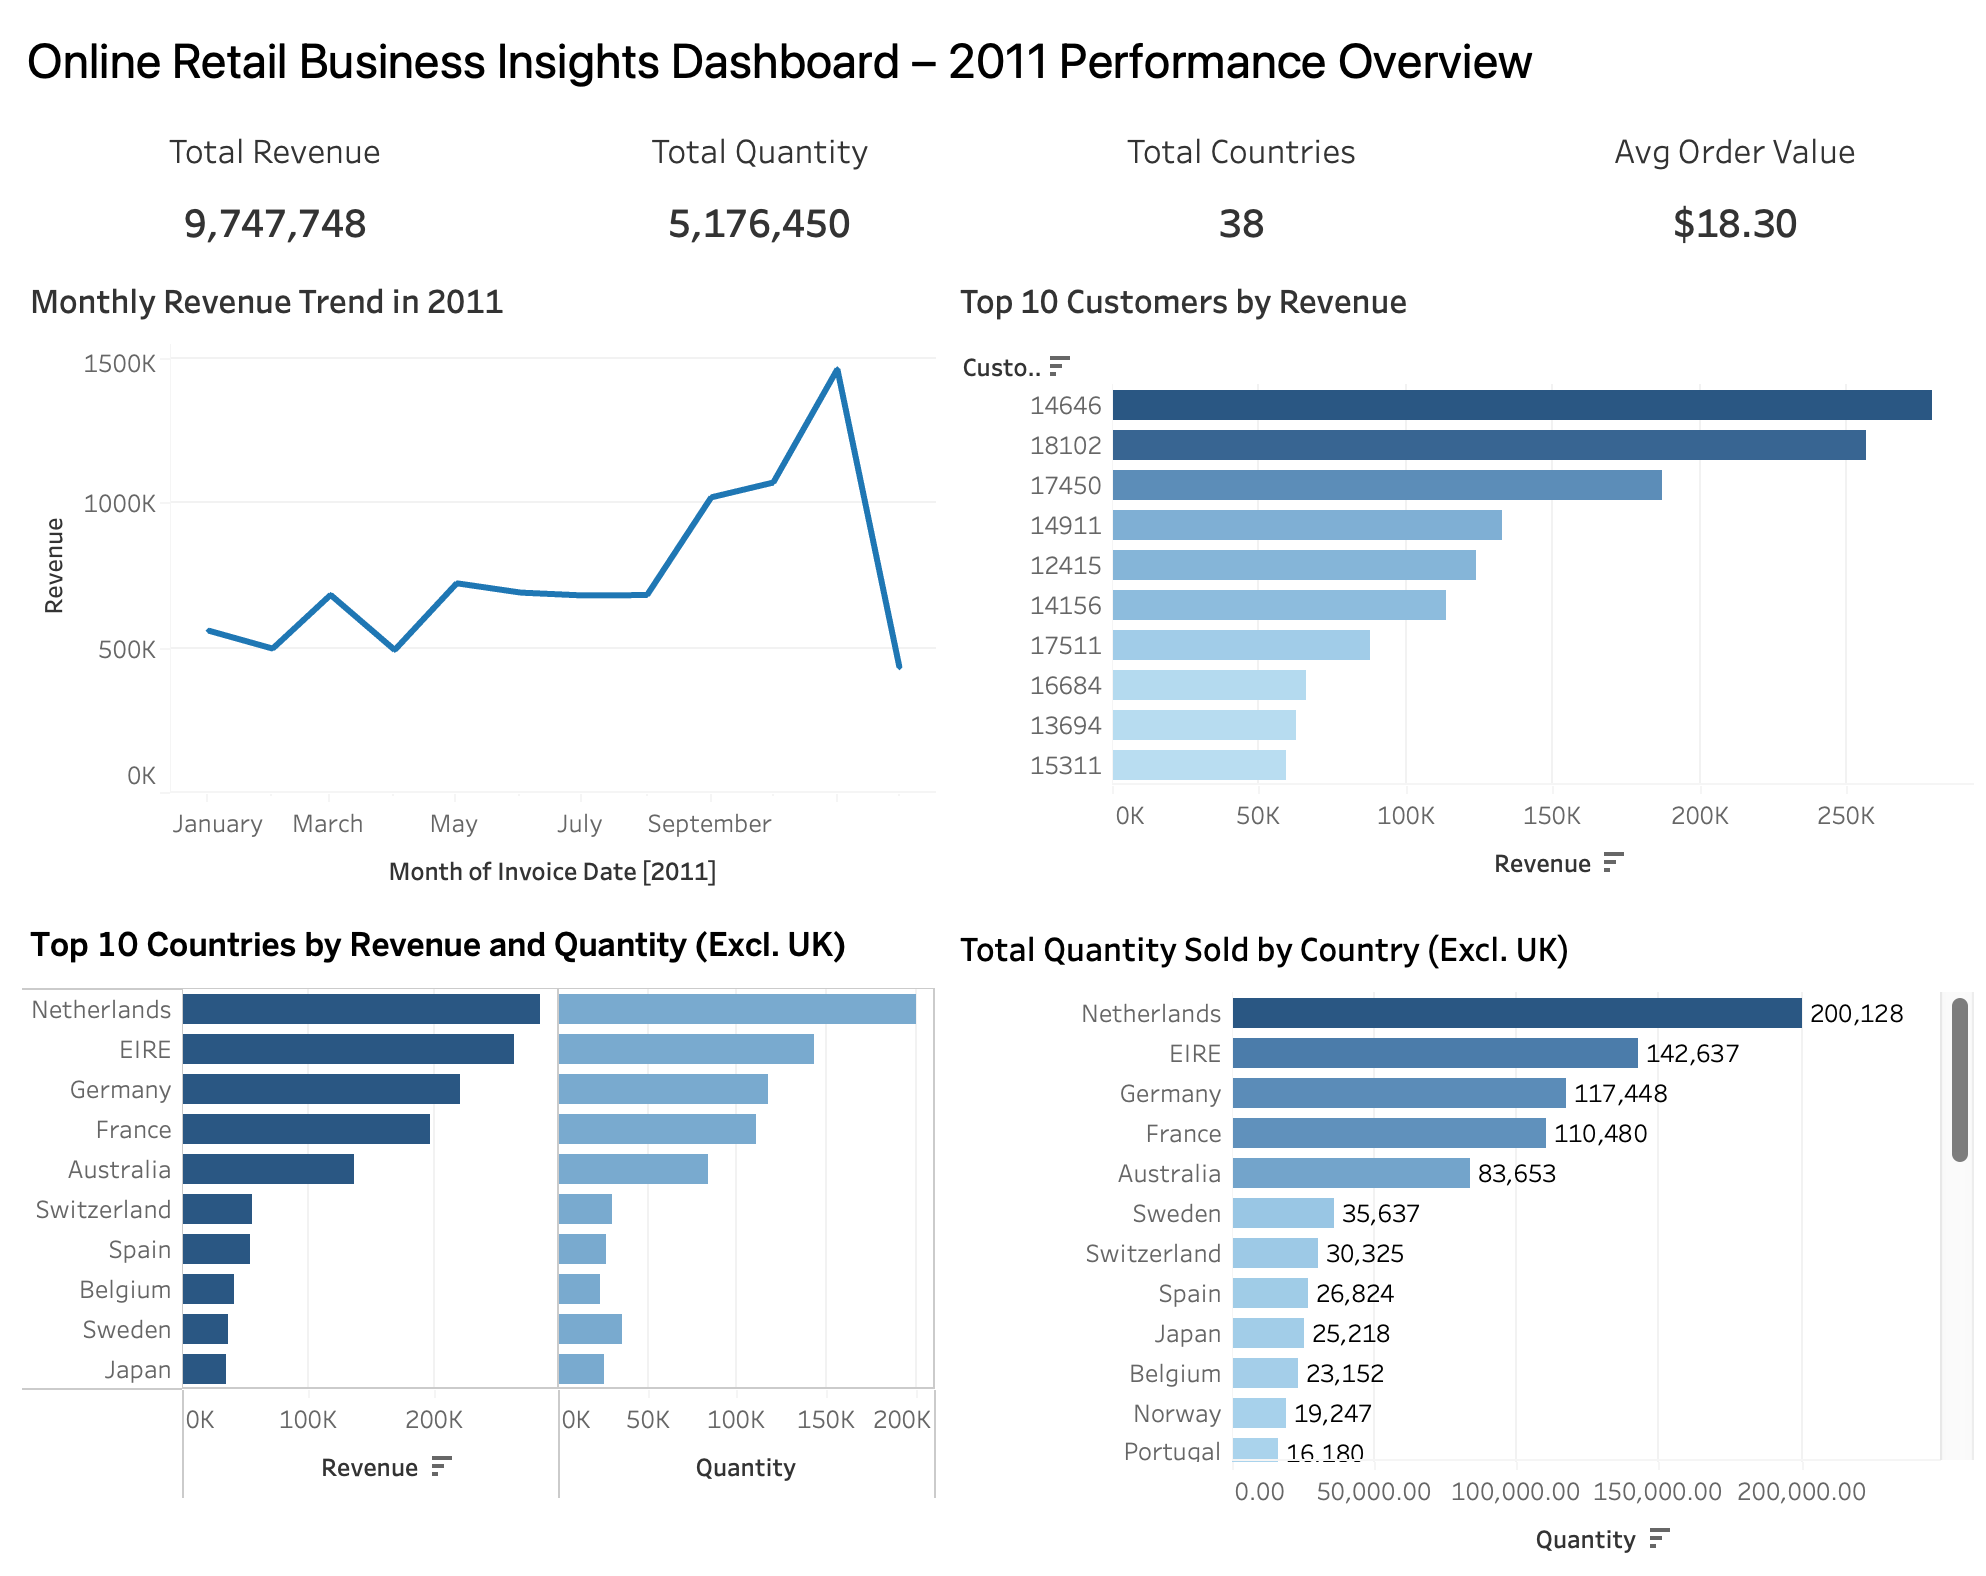 Online Retail Business Insights Dashboard – 2011 Performance Overview
Total Revenue
9,747,748
Total Quantity
5,176,450
Total Countries
38
Avg Order Value
$18.30
Monthly Revenue Trend in 2011
1500K
1000K
500K
0K
Revenue
January March May July September
Month of Invoice Date [2011]
Top 10 Customers by Revenue
Custo..
14646
18102
17450
14911
12415
14156
17511
16684
13694
15311
0K 50K 100K 150K 200K 250K
Revenue
Top 10 Countries by Revenue and Quantity (Excl. UK)
Netherlands
EIRE
Germany
France
Australia
Switzerland
Spain
Belgium
Sweden
Japan
0K 100K 200K
Revenue
0K 50K 100K 150K 200K
Quantity
Total Quantity Sold by Country (Excl. UK)
Netherlands 200,128
EIRE 142,637
Germany 117,448
France 110,480
Australia 83,653
Sweden 35,637
Switzerland 30,325
Spain 26,824
Japan 25,218
Belgium 23,152
Norway 19,247
Portugal 16,180
0.00 50,000.00 100,000.00 150,000.00 200,000.00
Quantity